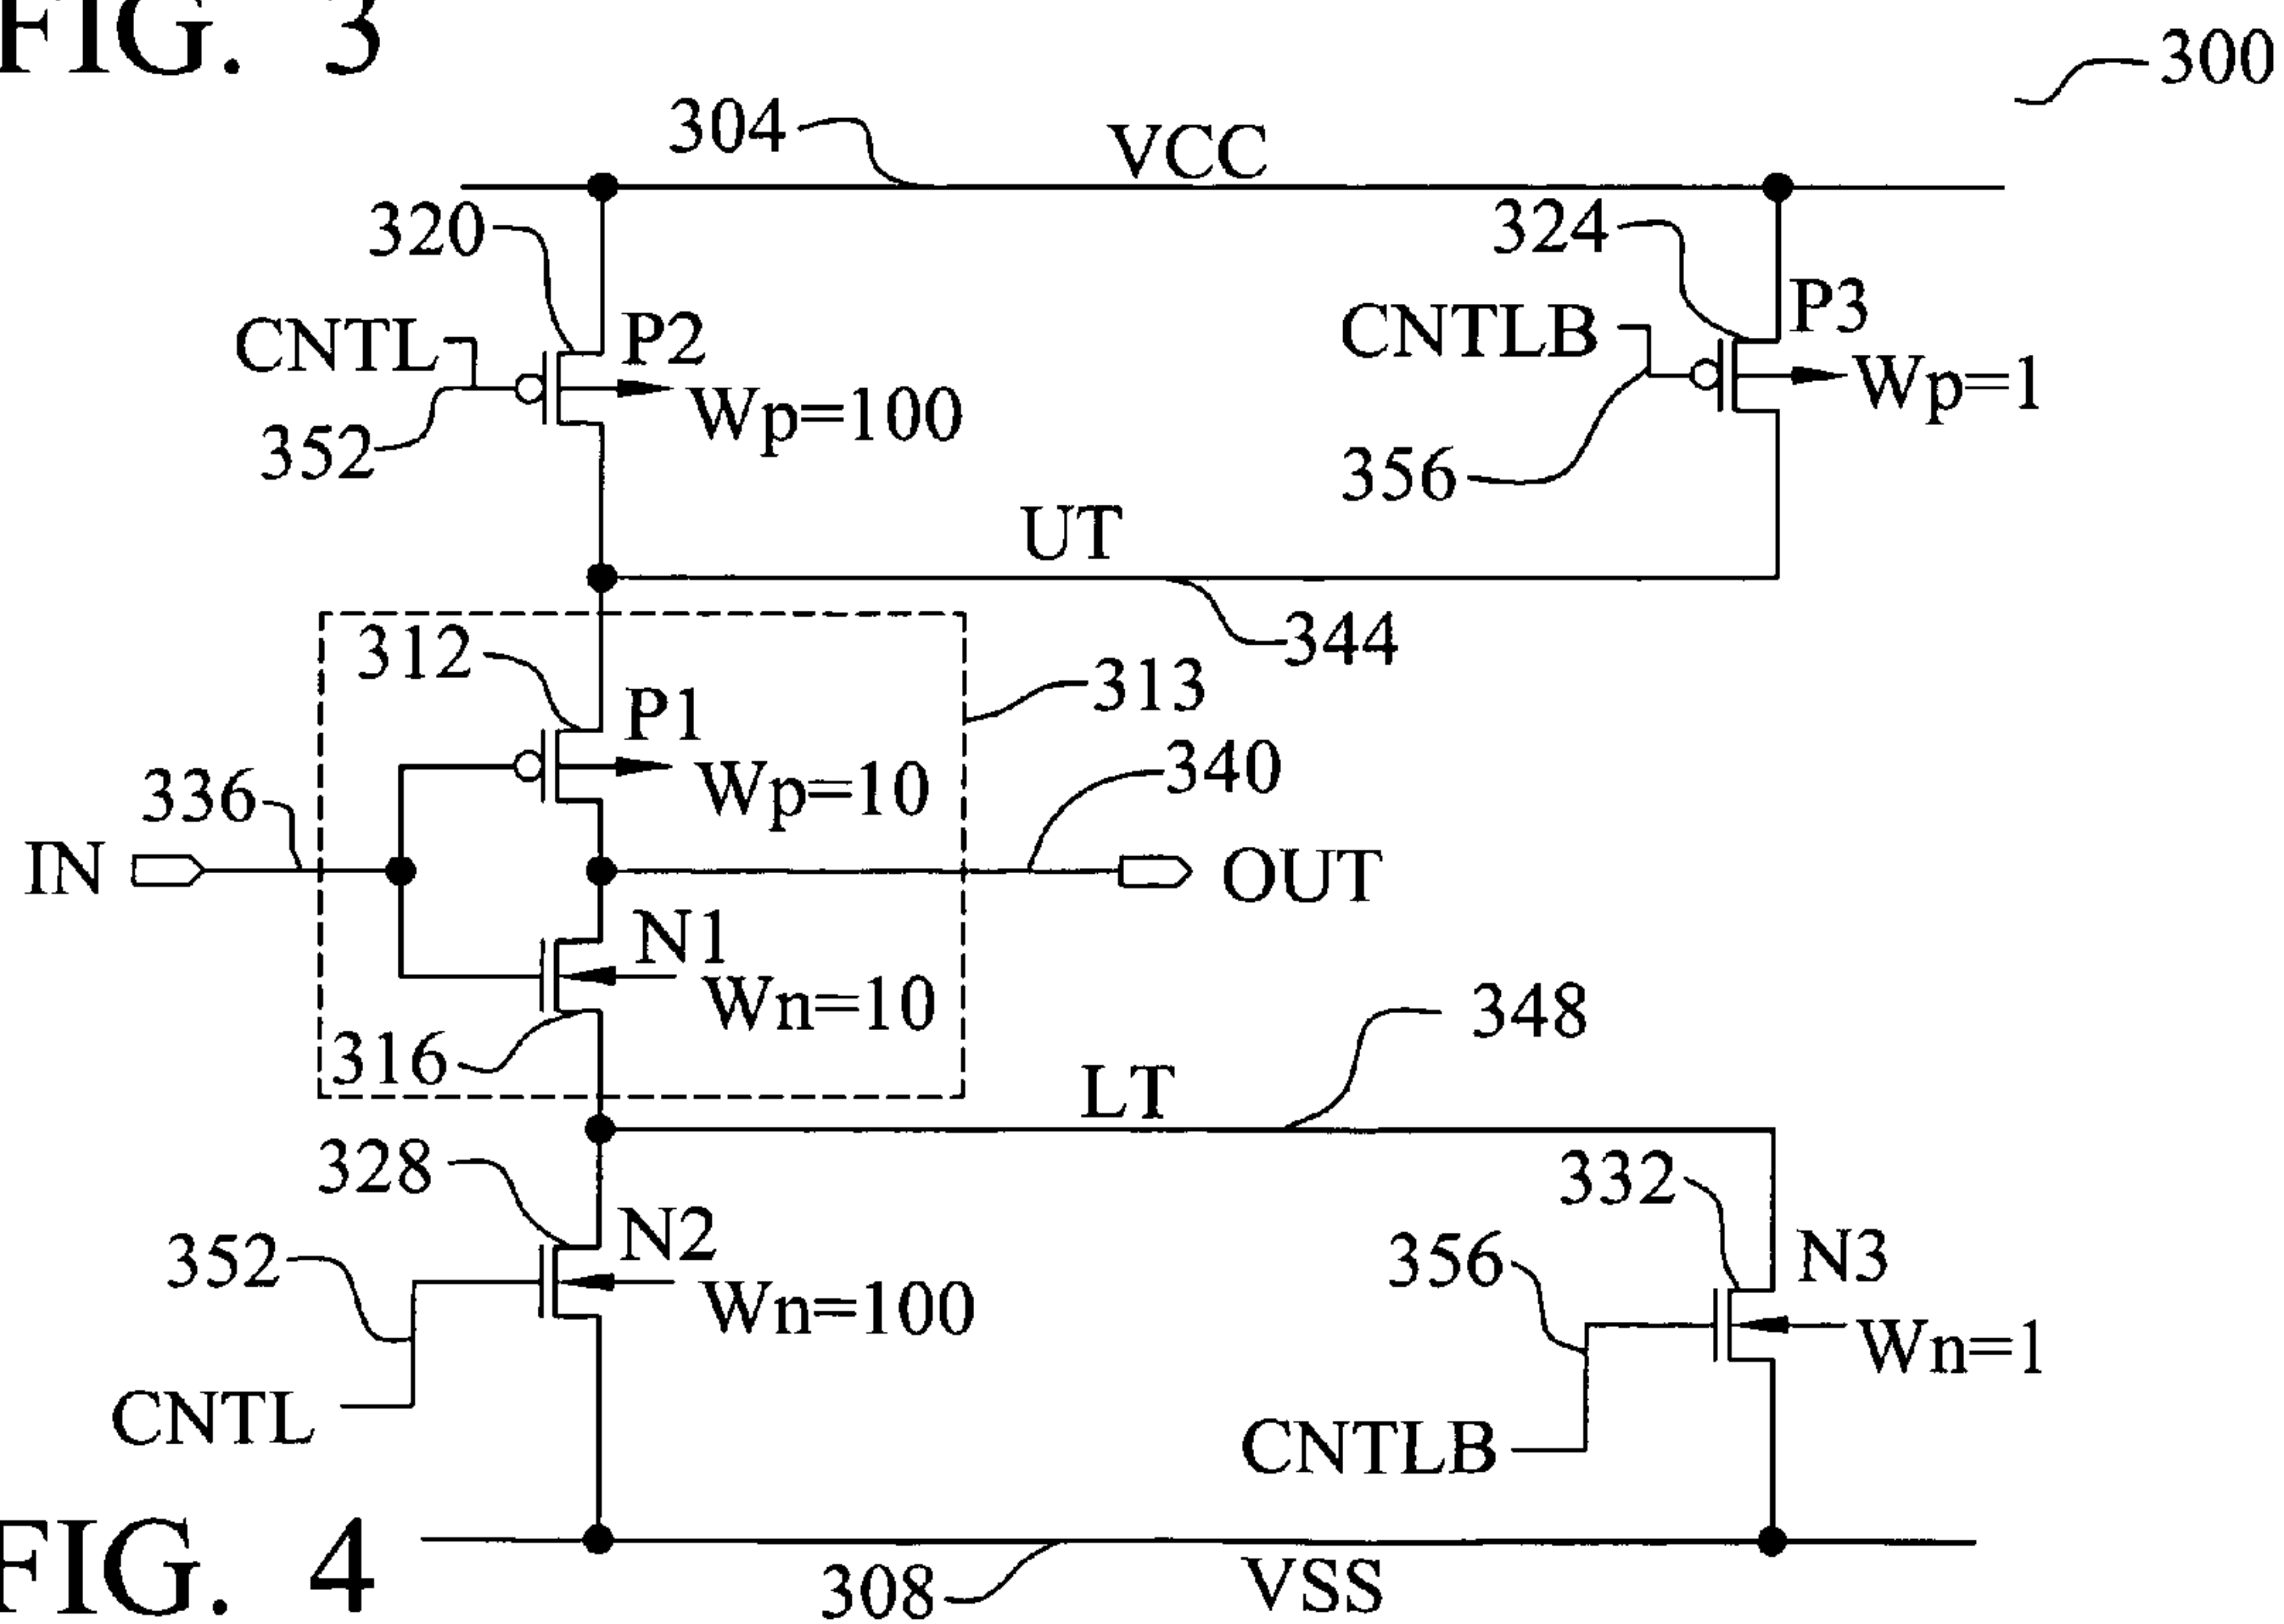 FIG. 3
300
304
VCC
320
324
CNTL
P2
CNTLB
P3
Wp=100
Wp=1
352
356
UT
344
312
313
P1
336
Wp=10
340
IN
OUT
N1
Wn=10
348
316
LT
328
332
352
N2
356
N3
Wn=100
Wn=1
CNTL
CNTLB
FIG. 4
308
VSS